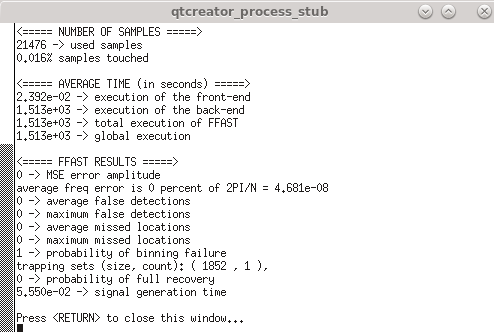 qtcreator_process_stub
<===== NUMBER OF SAMPLES =====>
21476 -> used samples
0.016% samples touched
<===== AVERAGE TIME (in seconds) =====>
2.392e-02 -> execution of the front-end
1.513e+03 -> execution of the back-end
1.513e+03 -> total execution of FFAST
1.513e+03 -> global execution
<===== FFAST RESULTS =====>
0 -> MSE error amplitude
average freq error is 0 percent of 2PI/N = 4.681e-08
0 -> average false detections
0 -> maximum false detections
0 -> average missed locations
0 -> maximum missed locations
1 -> probability of binning failure
trapping sets (size, count): ( 1852 , 1 ),
0 -> probability of full recovery
5.550e-02 -> signal generation time
Press <RETURN> to close this window...